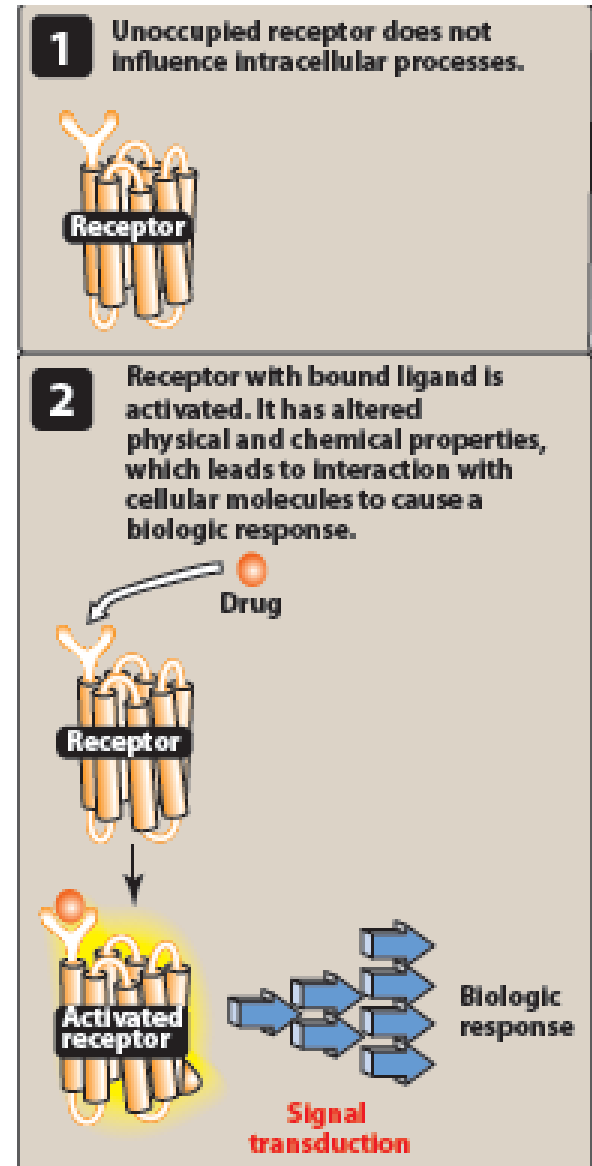 1
Unoccupied receptor does not
influence intracellular processes.
Receptor
2
Receptor with bound ligand is
activated. It has altered
physical and chemical properties,
which leads to interaction with
cellular molecules to cause a
biologic response.
Drug
Receptor
Activated
receptor
Biologic
response
Signal
transduction